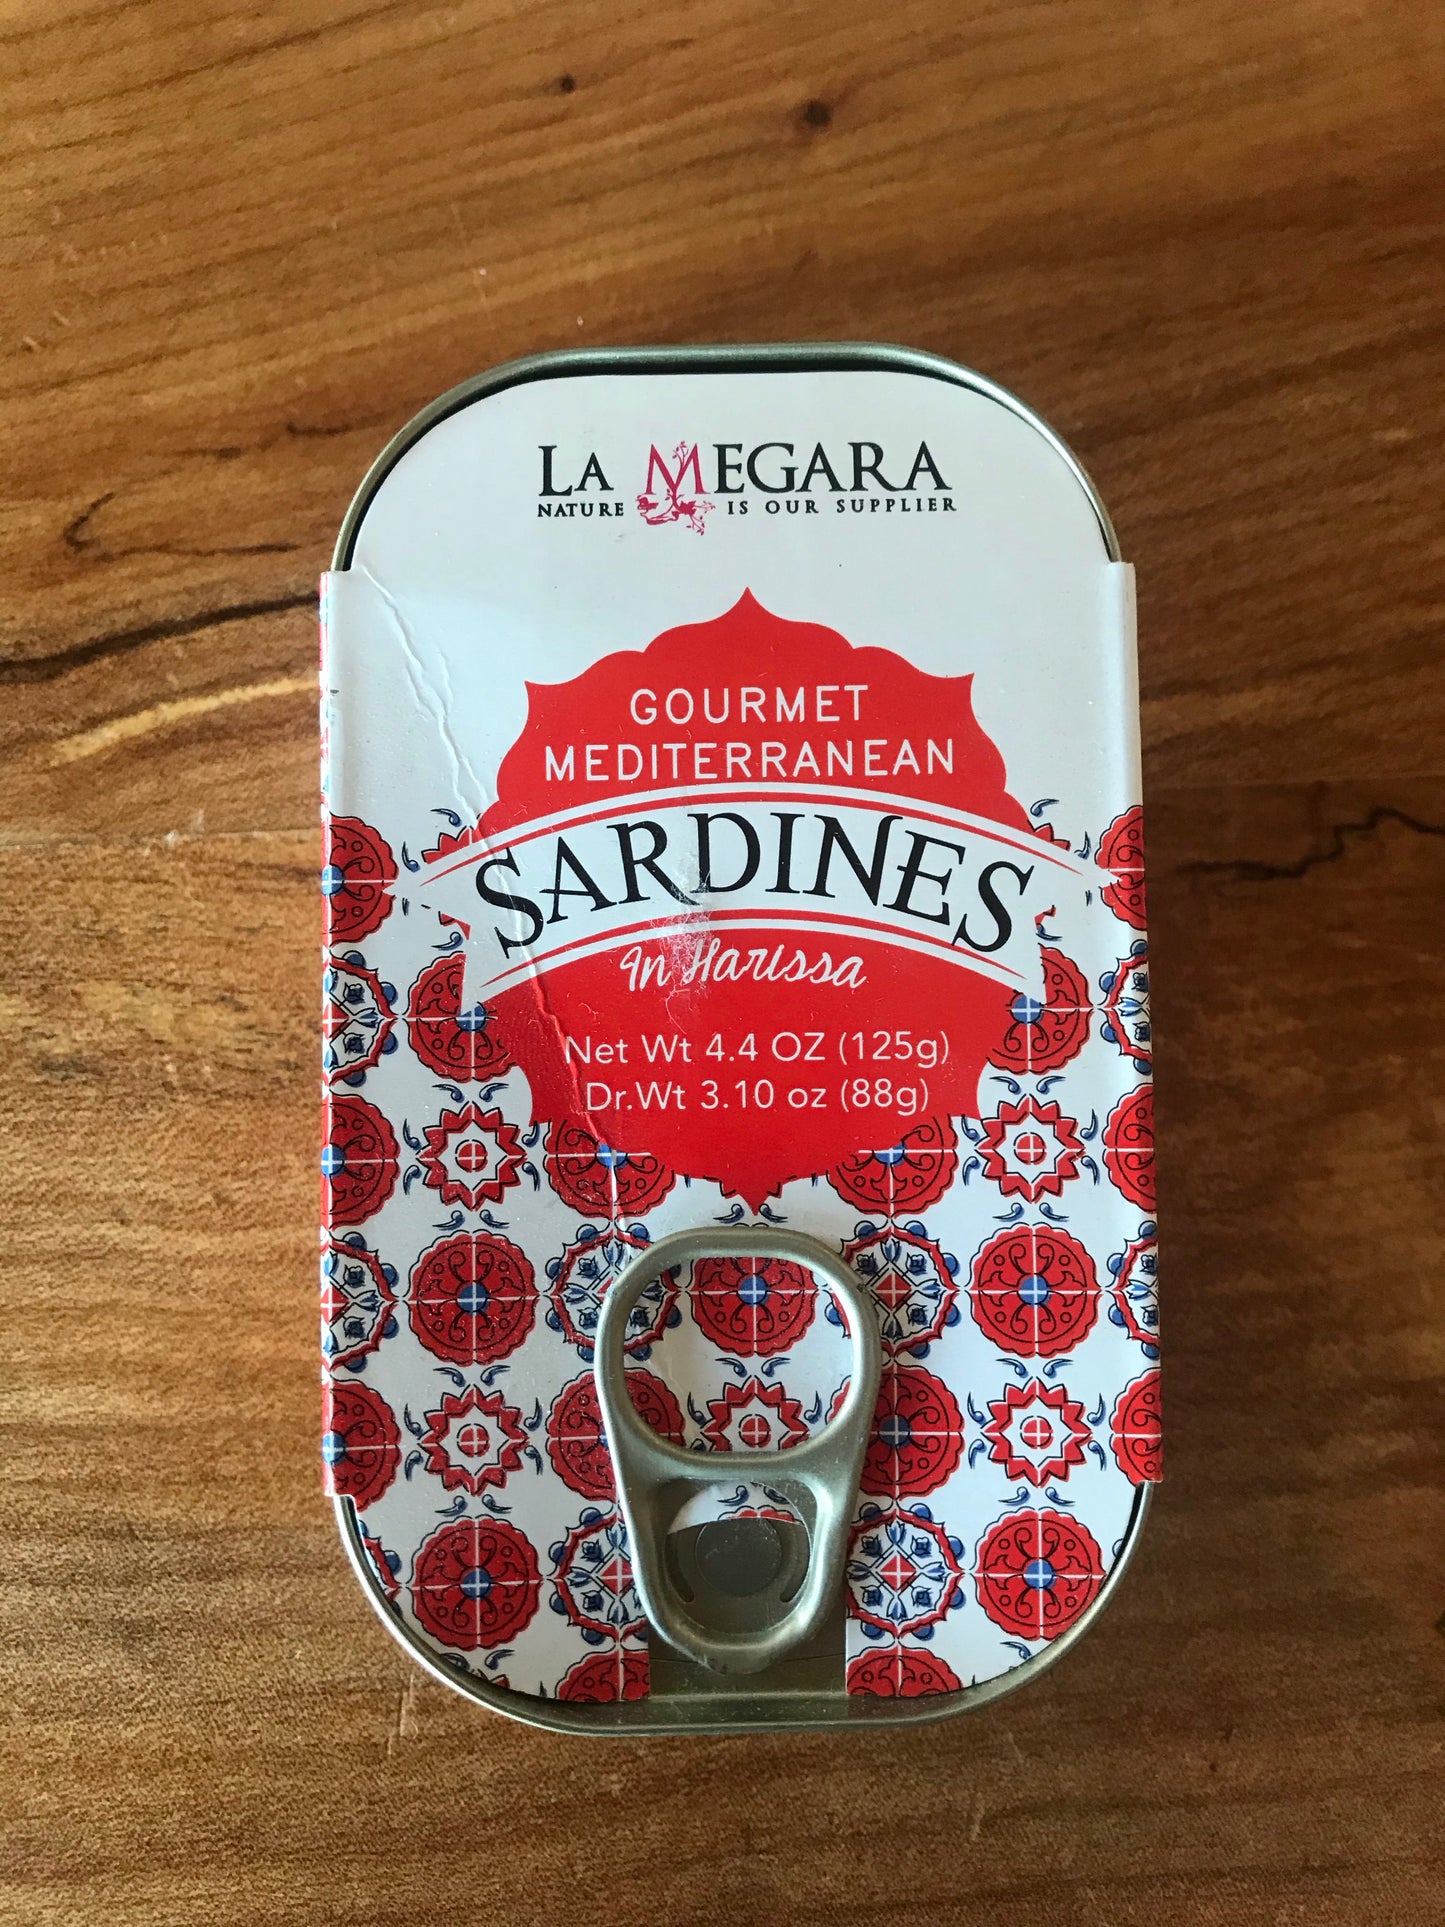 LA MEGARA
NATURE IS OUR SUPPLIER
GOURMET
MEDITERRANEAN
SARDINES
In Harissa
Net Wt 4.4 OZ (125g)
Dr.Wt 3.10 oz (88g)